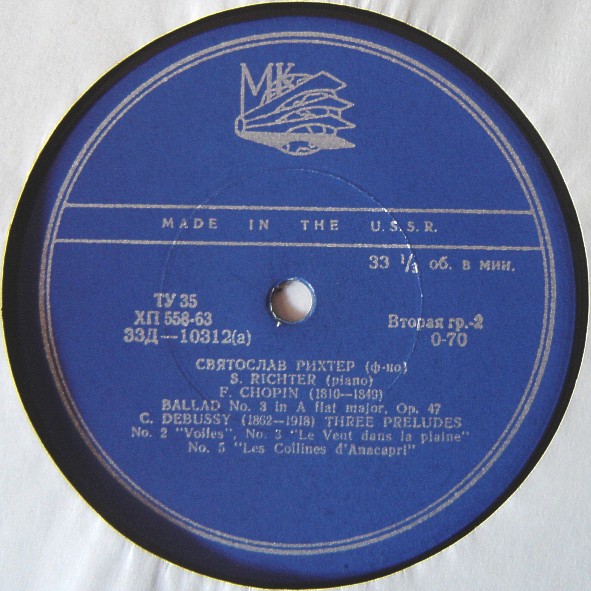 МК
MADE IN THE U.S.S.R.
33 ⅓ об. в мин.
ТУ 35
ХП 558-63
33Д—10312(а)
Вторая гр.-2
0-70
СВЯТОСЛАВ РИХТЕР (ф-но)
S. RICHTER (piano)
F. CHOPIN (1810—1849)
BALLAD No. 3 in A flat major, Op. 47
C. DEBUSSY (1862—1918) THREE PRELUDES
No. 2 "Voiles", No. 3 "Le Vent dans la plaine"
No. 5 "Les Collines d'Anacapri"